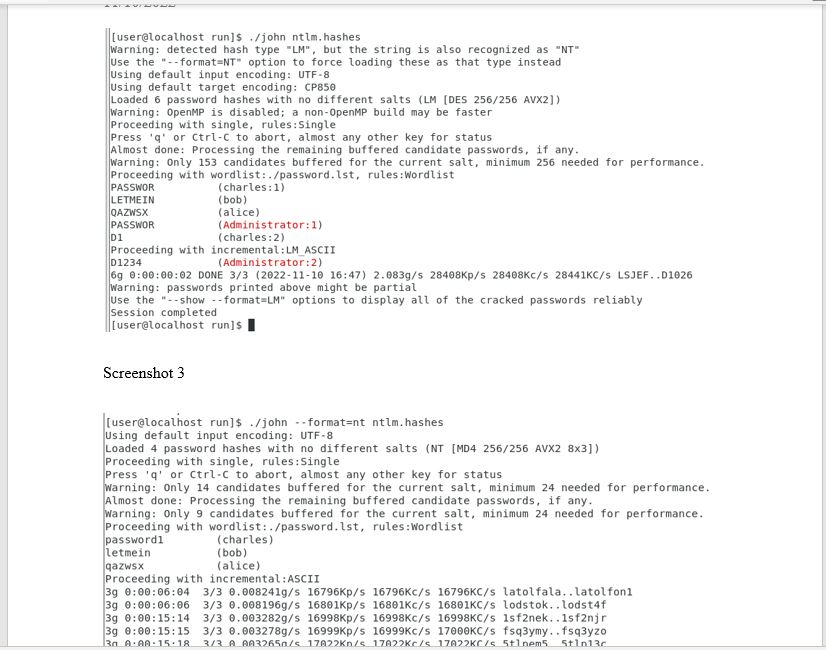 [user@localhost run]$ ./john ntlm.hashes
Warning: detected hash type "LM", but the string is also recognized as "NT"
Use the "--format=NT" option to force loading these as that type instead
Using default input encoding: UTF-8
Using default target encoding: CP850
Loaded 6 password hashes with no different salts (LM [DES 256/256 AVX2])
Warning: OpenMP is disabled; a non-OpenMP build may be faster
Proceeding with single, rules:Single
Press 'q' or Ctrl-C to abort, almost any other key for status
Almost done: Processing the remaining buffered candidate passwords, if any.
Warning: Only 153 candidates buffered for the current salt, minimum 256 needed for performance.
Proceeding with wordlist:./password.lst, rules:Wordlist
PASSWOR (charles:1)
LETMEIN (bob)
QAZWSX (alice)
PASSWOR (Administrator:1)
D1 (charles:2)
Proceeding with incremental:LM_ASCII
D1234 (Administrator:2)
6g 0:00:00:02 DONE 3/3 (2022-11-10 16:47) 2.083g/s 28408Kp/s 28408Kc/s 28441KC/s LSJEF..D1026
Warning: passwords printed above might be partial
Use the "--show --format=LM" options to display all of the cracked passwords reliably
Session completed
[user@localhost run]$
Screenshot 3
[user@localhost run]$ ./john --format=nt ntlm.hashes
Using default input encoding: UTF-8
Loaded 4 password hashes with no different salts (NT [MD4 256/256 AVX2 8x3])
Proceeding with single, rules:Single
Press 'q' or Ctrl-C to abort, almost any other key for status
Warning: Only 14 candidates buffered for the current salt, minimum 24 needed for performance.
Almost done: Processing the remaining buffered candidate passwords, if any.
Warning: Only 9 candidates buffered for the current salt, minimum 24 needed for performance.
Proceeding with wordlist:./password.lst, rules:Wordlist
password1 (charles)
letmein (bob)
qazwsx (alice)
Proceeding with incremental:ASCII
3g 0:00:06:04 3/3 0.008241g/s 16796Kp/s 16796Kc/s 16796KC/s latolfala..latolfon1
3g 0:00:06:06 3/3 0.008196g/s 16801Kp/s 16801Kc/s 16801KC/s lodstok..lodst4f
3g 0:00:15:14 3/3 0.003282g/s 16998Kp/s 16998Kc/s 16998KC/s 1sf2nek..1sf2njr
3g 0:00:15:15 3/3 0.003278g/s 16999Kp/s 16999Kc/s 17000KC/s fsq3ymy..fsq3yzo
3g 0:00:15:18 3/3 0.003265g/s 17022Kp/s 17022Kc/s 17022KC/s